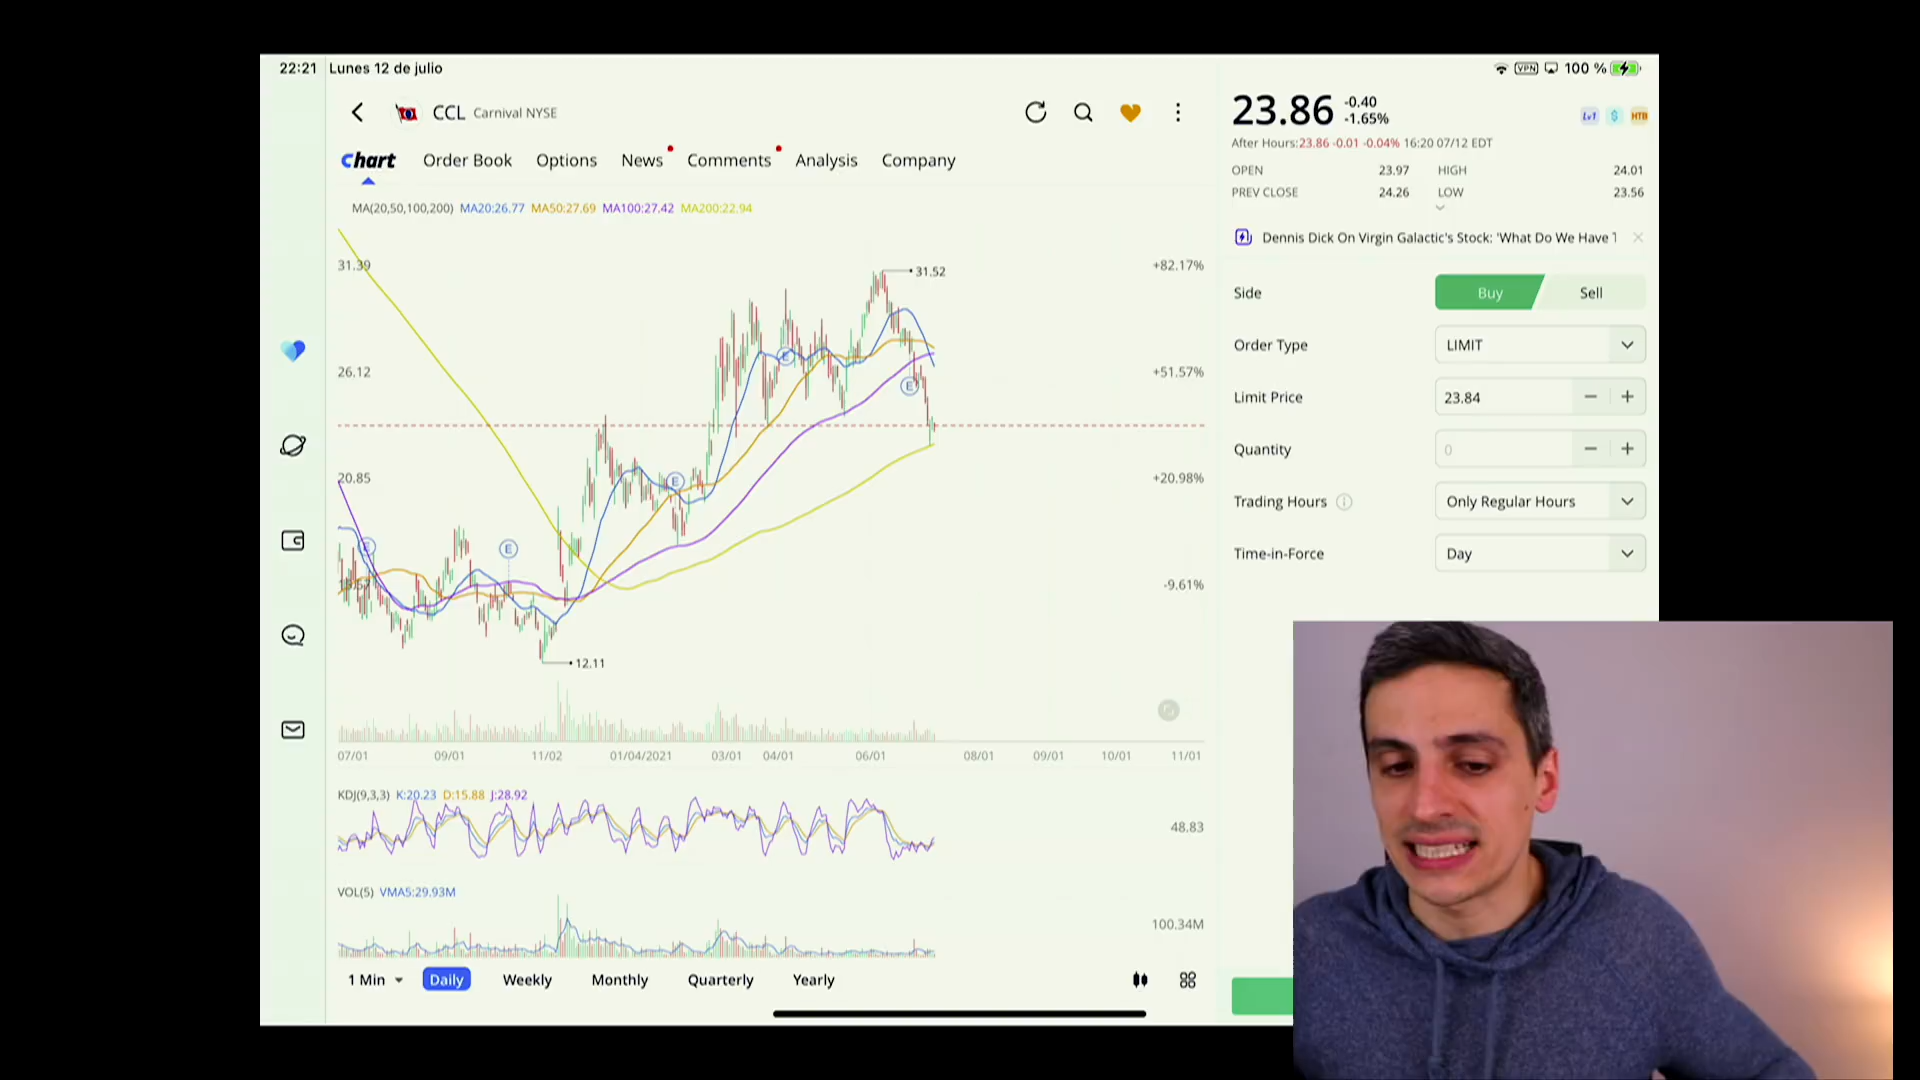 22:21 Lunes 12 de julio
VPN 100 %
CCL Carnival NYSE
Chart Order Book Options News Comments Analysis Company
MA(20,50,100,200) MA20:26.77 MA50:27.69 MA100:27.42 MA200:22.94
31.39 +82.17%
31.52
26.12 +51.57%
E
E
20.85 +20.98%
E
E
E
-9.61%
12.11
07/01 09/01 11/02 01/04/2021 03/01 04/01 06/01 08/01 09/01 10/01 11/01
KDJ(9,3,3) K:20.23 D:15.88 J:28.92
48.83
VOL(5) VMA5:29.93M
100.34M
1 Min Daily Weekly Monthly Quarterly Yearly
23.86 -0.40
-1.65%
Lv1 $ HTB
After Hours:23.86 -0.01 -0.04% 16:20 07/12 EDT
OPEN 23.97 HIGH 24.01
PREV CLOSE 24.26 LOW 23.56
Dennis Dick On Virgin Galactic's Stock: 'What Do We Have T
Side Buy Sell
Order Type LIMIT
Limit Price 23.84 − +
Quantity 0 − +
Trading Hours Only Regular Hours
Time-in-Force Day